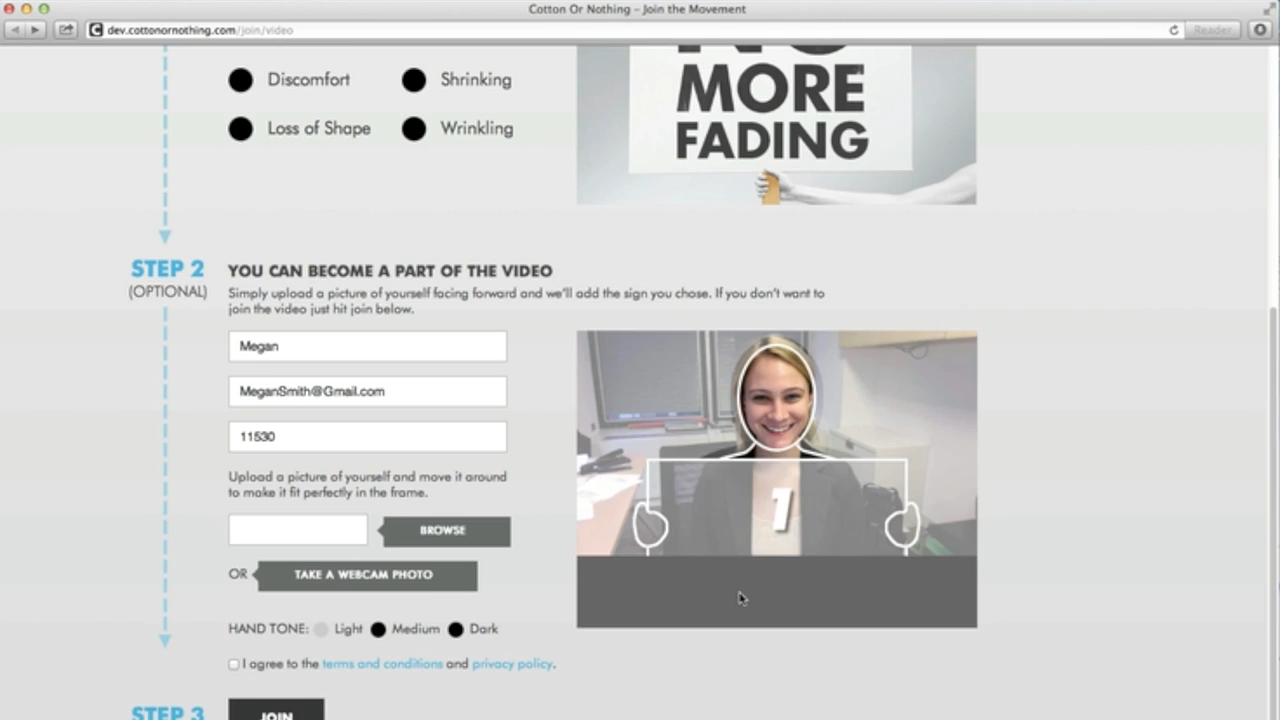 Cotton Or Nothing – Join the Movement
dev.cottonornothing.com/join/video
Reader
Discomfort
Shrinking
Loss of Shape
Wrinkling
NO
MORE
FADING
STEP 2
(OPTIONAL)
YOU CAN BECOME A PART OF THE VIDEO
Simply upload a picture of yourself facing forward and we'll add the sign you chose. If you don't want to
join the video just hit join below.
Megan
MeganSmith@Gmail.com
11530
Upload a picture of yourself and move it around
to make it fit perfectly in the frame.
BROWSE
OR
TAKE A WEBCAM PHOTO
1
HAND TONE: Light Medium Dark
I agree to the terms and conditions and privacy policy.
STEP 3
JOIN